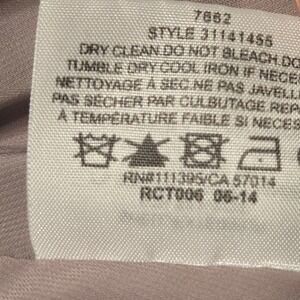 7662
STYLE 31141455
DRY CLEAN DO NOT BLEACH DO
TUMBLE DRY COOL IRON IF NECE
NETTOYAGE À SEC NE PAS JAVELL
PAS SÉCHER PAR CULBUTAGE REP
À TEMPÉRATURE FAIBLE SI NECES
RN#111395/CA 57014
RCT006 06-14